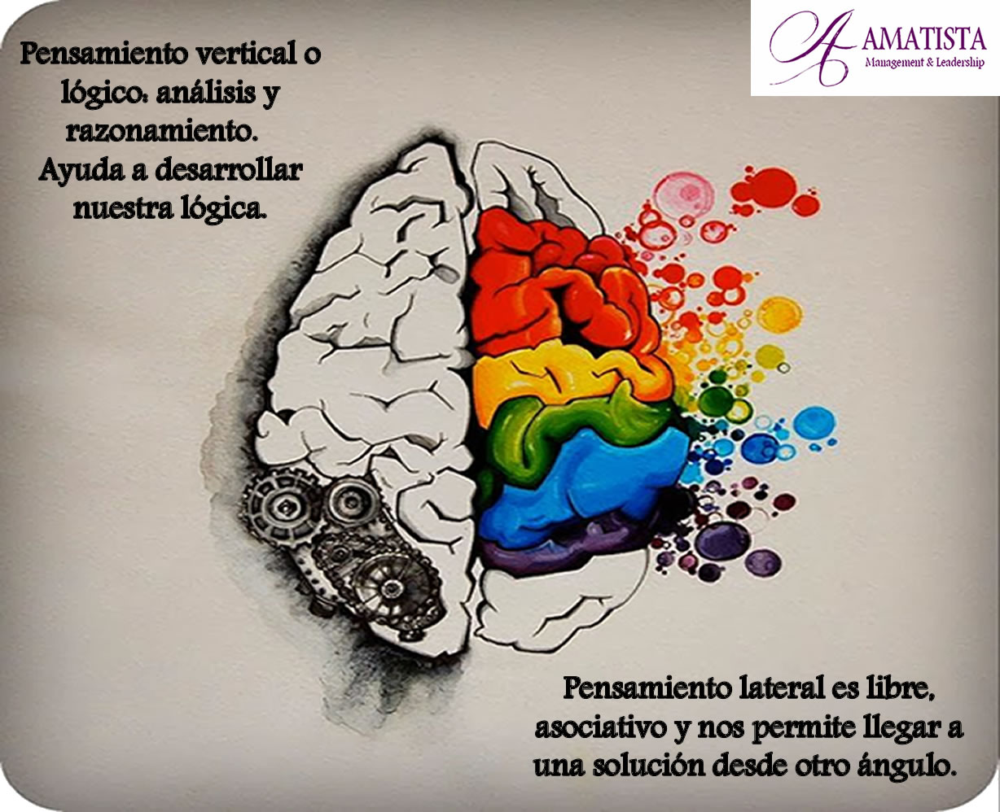 Pensamiento vertical o
lógico: análisis y
razonamiento.
Ayuda a desarrollar
nuestra lógica.
AMATISTA
Management & Leadership
Pensamiento lateral es libre,
asociativo y nos permite llegar a
una solución desde otro ángulo.